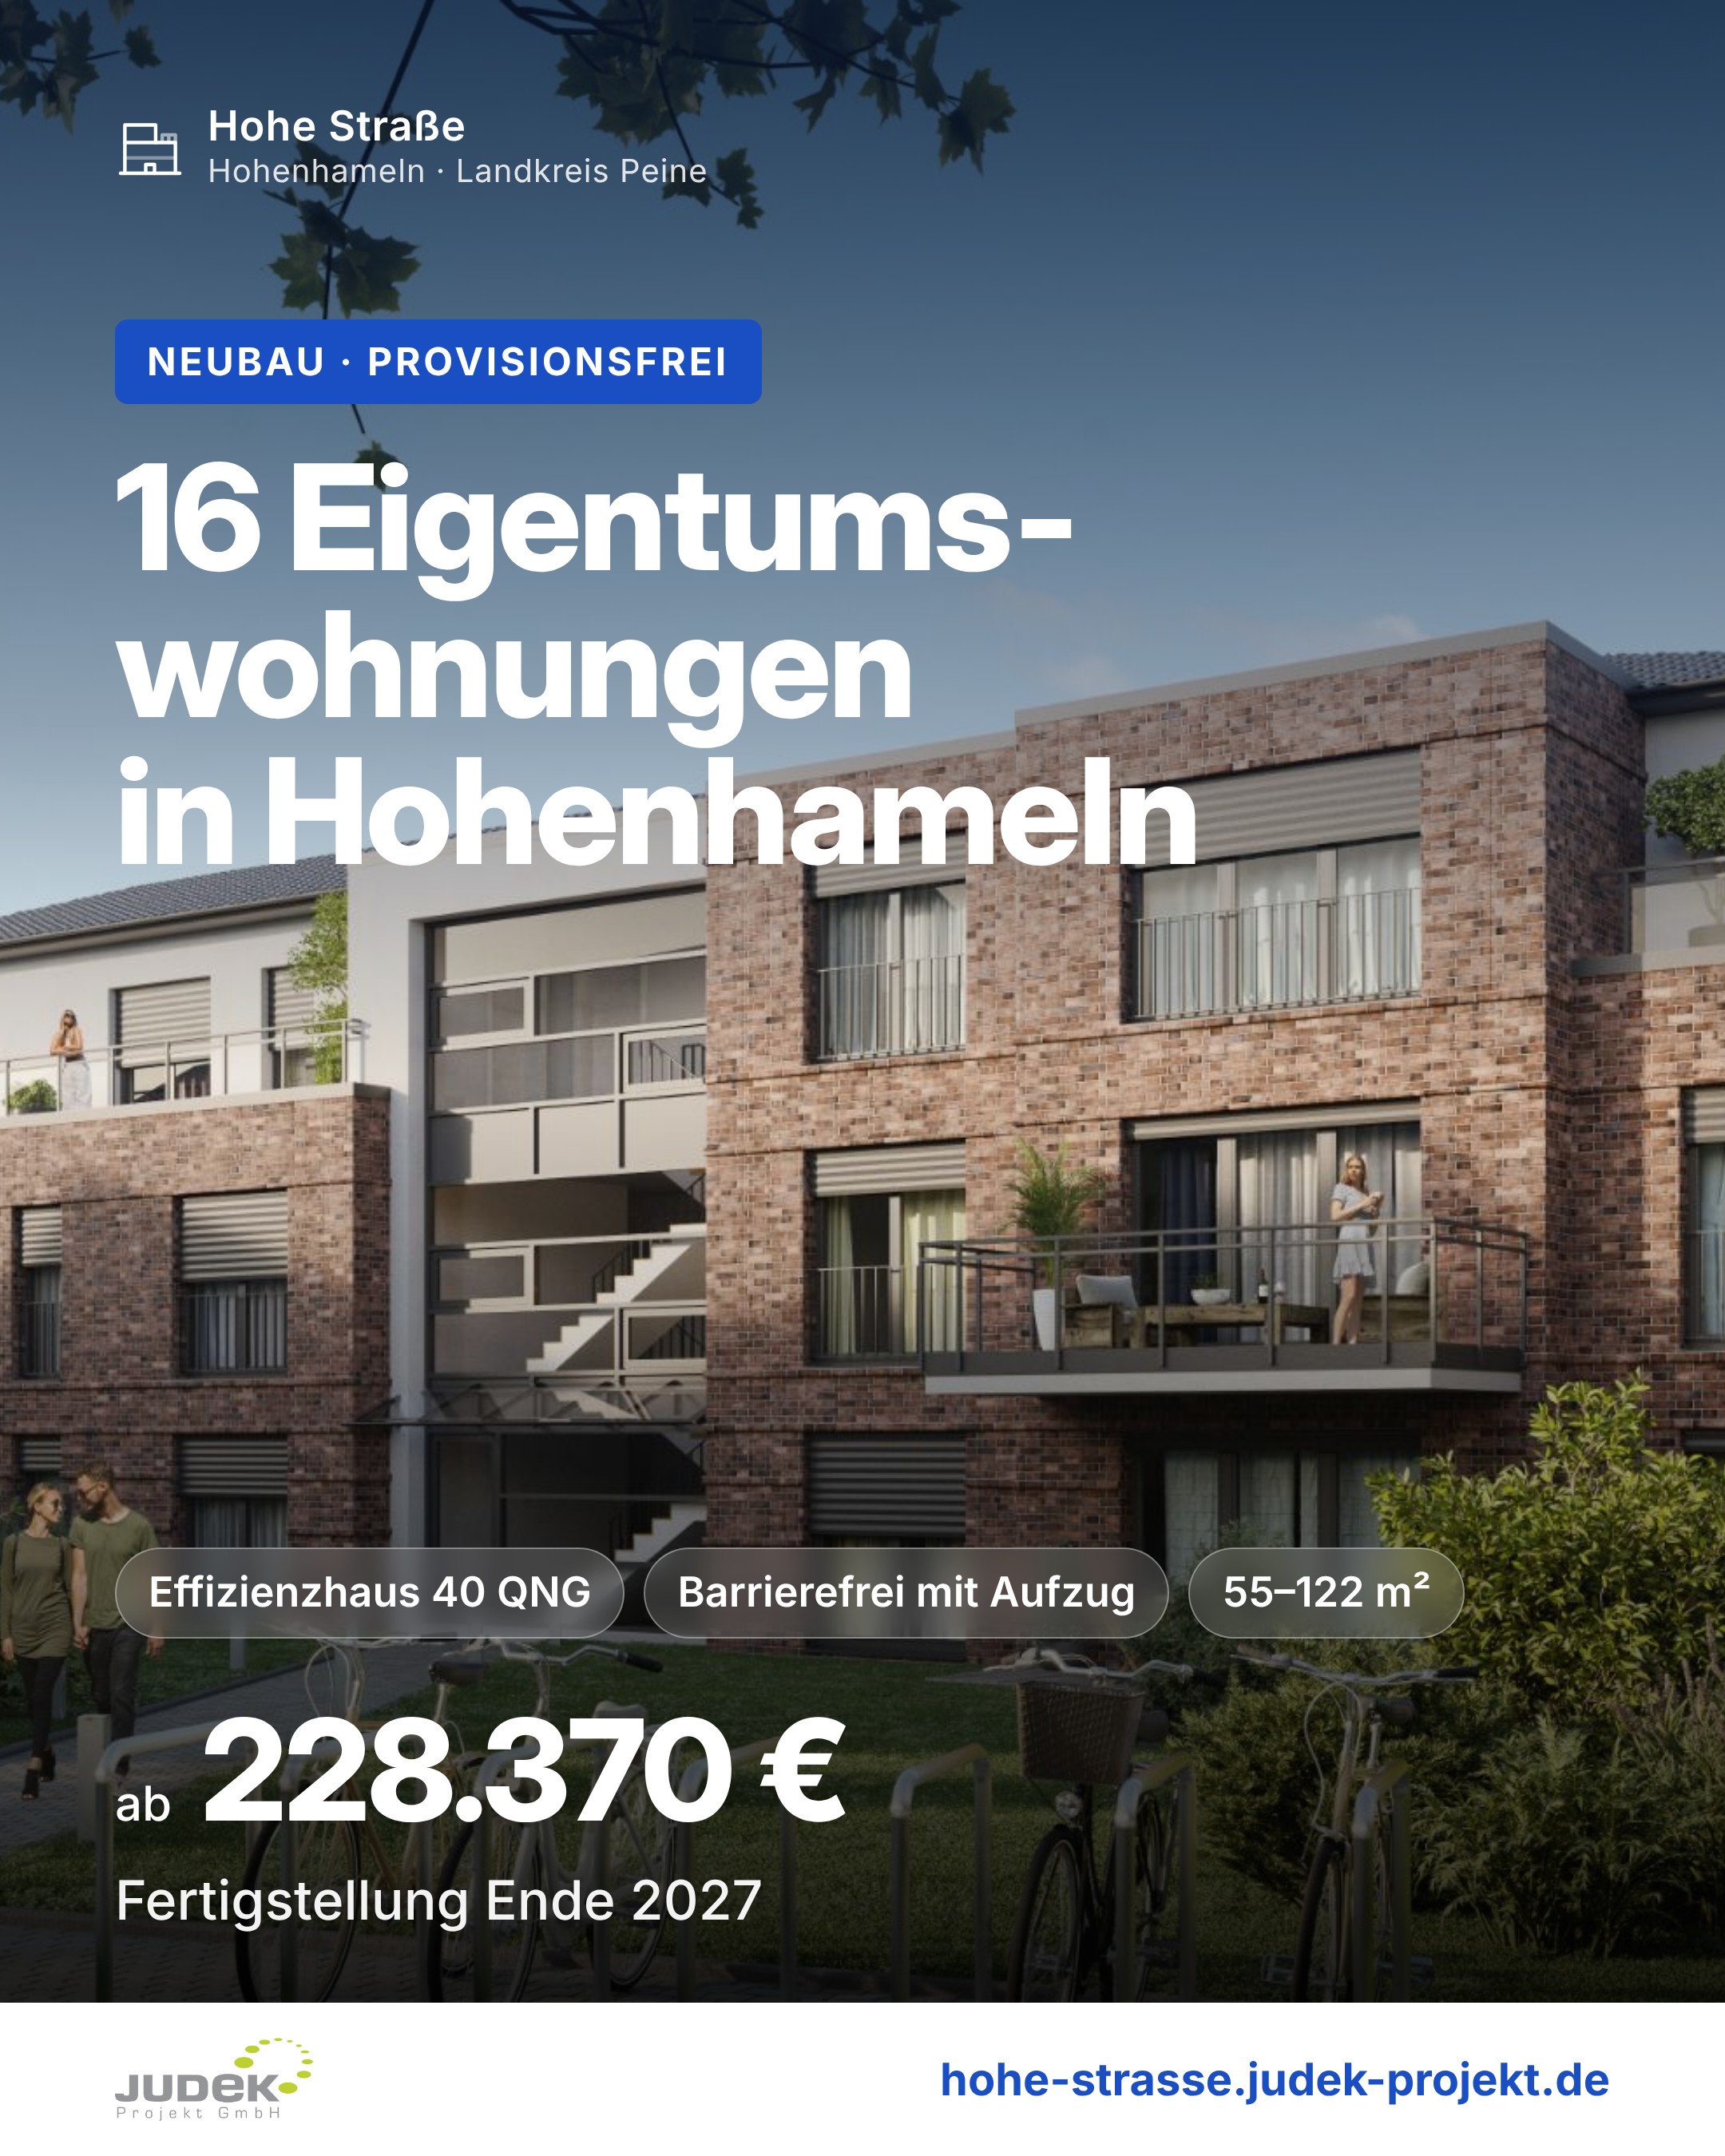 Hohe Straße
Hohenhameln · Landkreis Peine
NEUBAU · PROVISIONSFREI
16 Eigentums-
wohnungen
in Hohenhameln
Effizienzhaus 40 QNG
Barrierefrei mit Aufzug
55–122 m²
ab 228.370 €
Fertigstellung Ende 2027
JUDEK
Projekt GmbH
hohe-strasse.judek-projekt.de